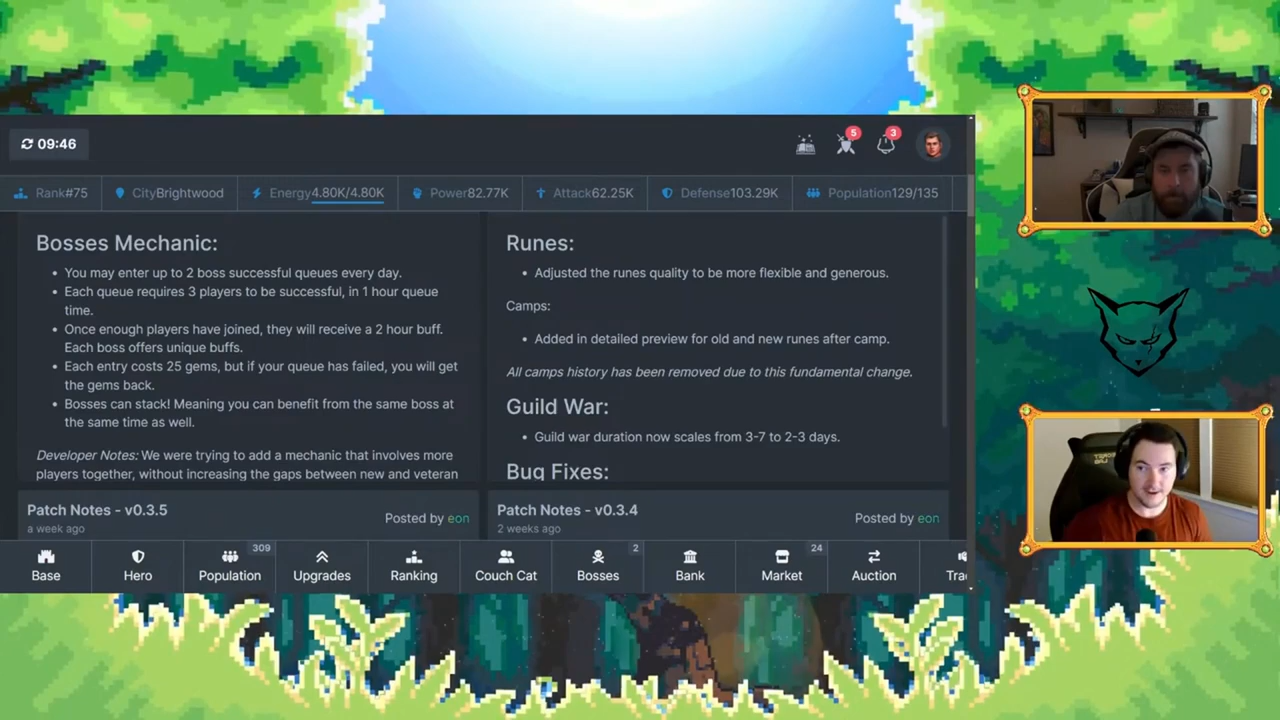 09:46
5
3
Rank#75
CityBrightwood
Energy4.80K/4.80K
Power82.77K
Attack62.25K
Defense103.29K
Population129/135
Bosses Mechanic:
• You may enter up to 2 boss successful queues every day.
• Each queue requires 3 players to be successful, in 1 hour queue
time.
• Once enough players have joined, they will receive a 2 hour buff.
Each boss offers unique buffs.
• Each entry costs 25 gems, but if your queue has failed, you will get
the gems back.
• Bosses can stack! Meaning you can benefit from the same boss at
the same time as well.
Developer Notes: We were trying to add a mechanic that involves more
players together, without increasing the gaps between new and veteran
Patch Notes - v0.3.5
a week ago
Posted by eon
Runes:
• Adjusted the runes quality to be more flexible and generous.
Camps:
• Added in detailed preview for old and new runes after camp.
All camps history has been removed due to this fundamental change.
Guild War:
• Guild war duration now scales from 3-7 to 2-3 days.
Bug Fixes:
Patch Notes - v0.3.4
2 weeks ago
Posted by eon
Base
Hero
309
Population
Upgrades
Ranking
Couch Cat
2
Bosses
Bank
24
Market
Auction